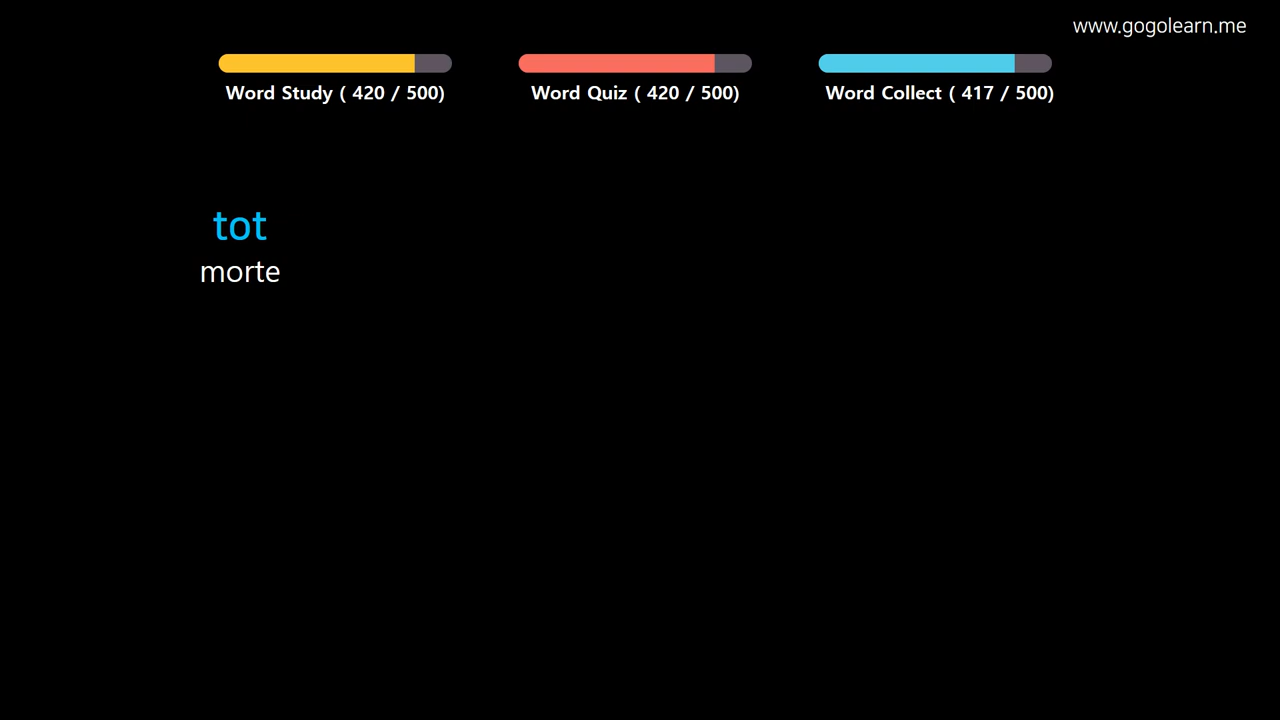 www.gogolearn.me
Word Study ( 420 / 500)
Word Quiz ( 420 / 500)
Word Collect ( 417 / 500)
tot
morte